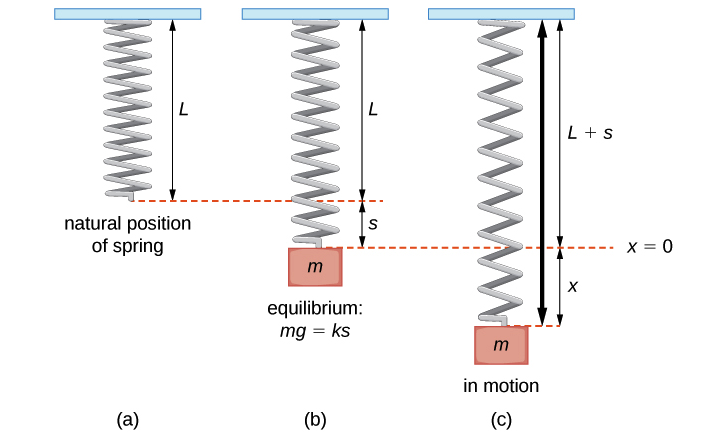 L
natural position
of spring
(a)
L
s
m
equilibrium:
mg = ks
(b)
L + s
x = 0
x
m
in motion
(c)